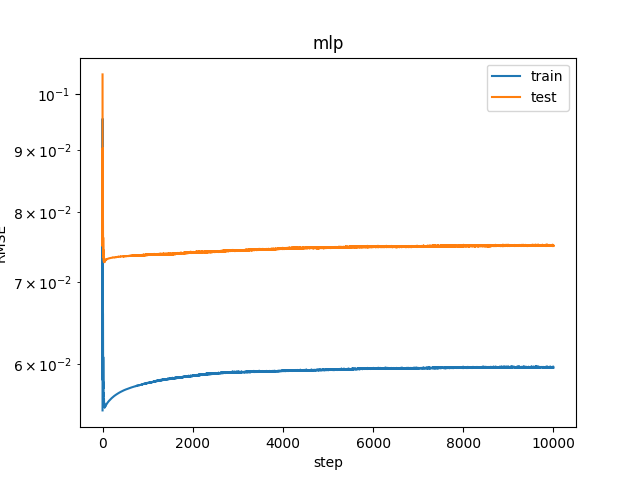 mlp
train
test
10⁻¹
9 × 10⁻²
8 × 10⁻²
7 × 10⁻²
6 × 10⁻²
RMSE
0 2000 4000 6000 8000 10000
step